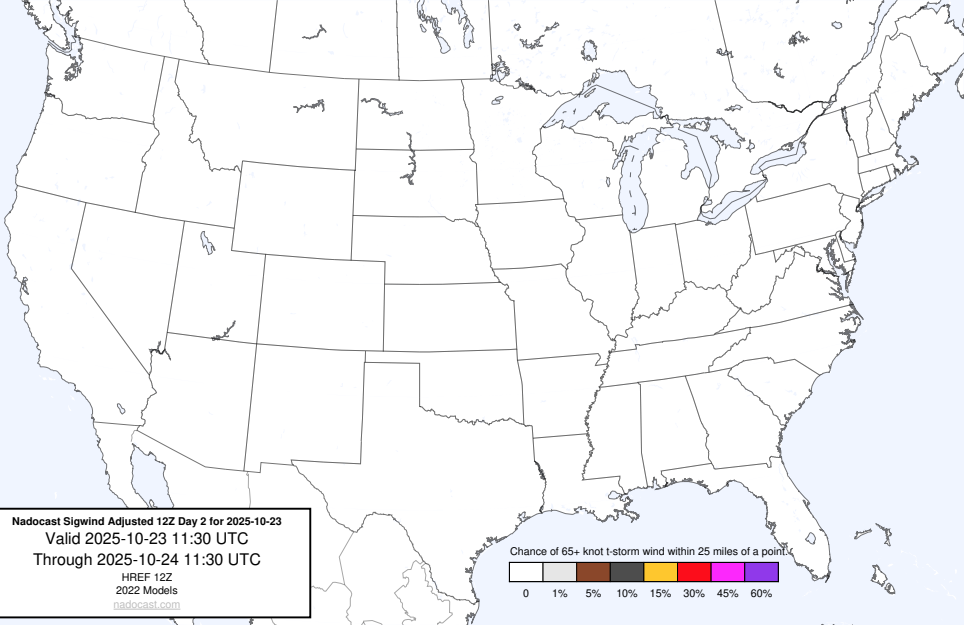 Nadocast Sigwind Adjusted 12Z Day 2 for 2025-10-23
Valid 2025-10-23 11:30 UTC
Through 2025-10-24 11:30 UTC
HREF 12Z
2022 Models
nadocast.com
Chance of 65+ knot t-storm wind within 25 miles of a point.
0 1% 5% 10% 15% 30% 45% 60%